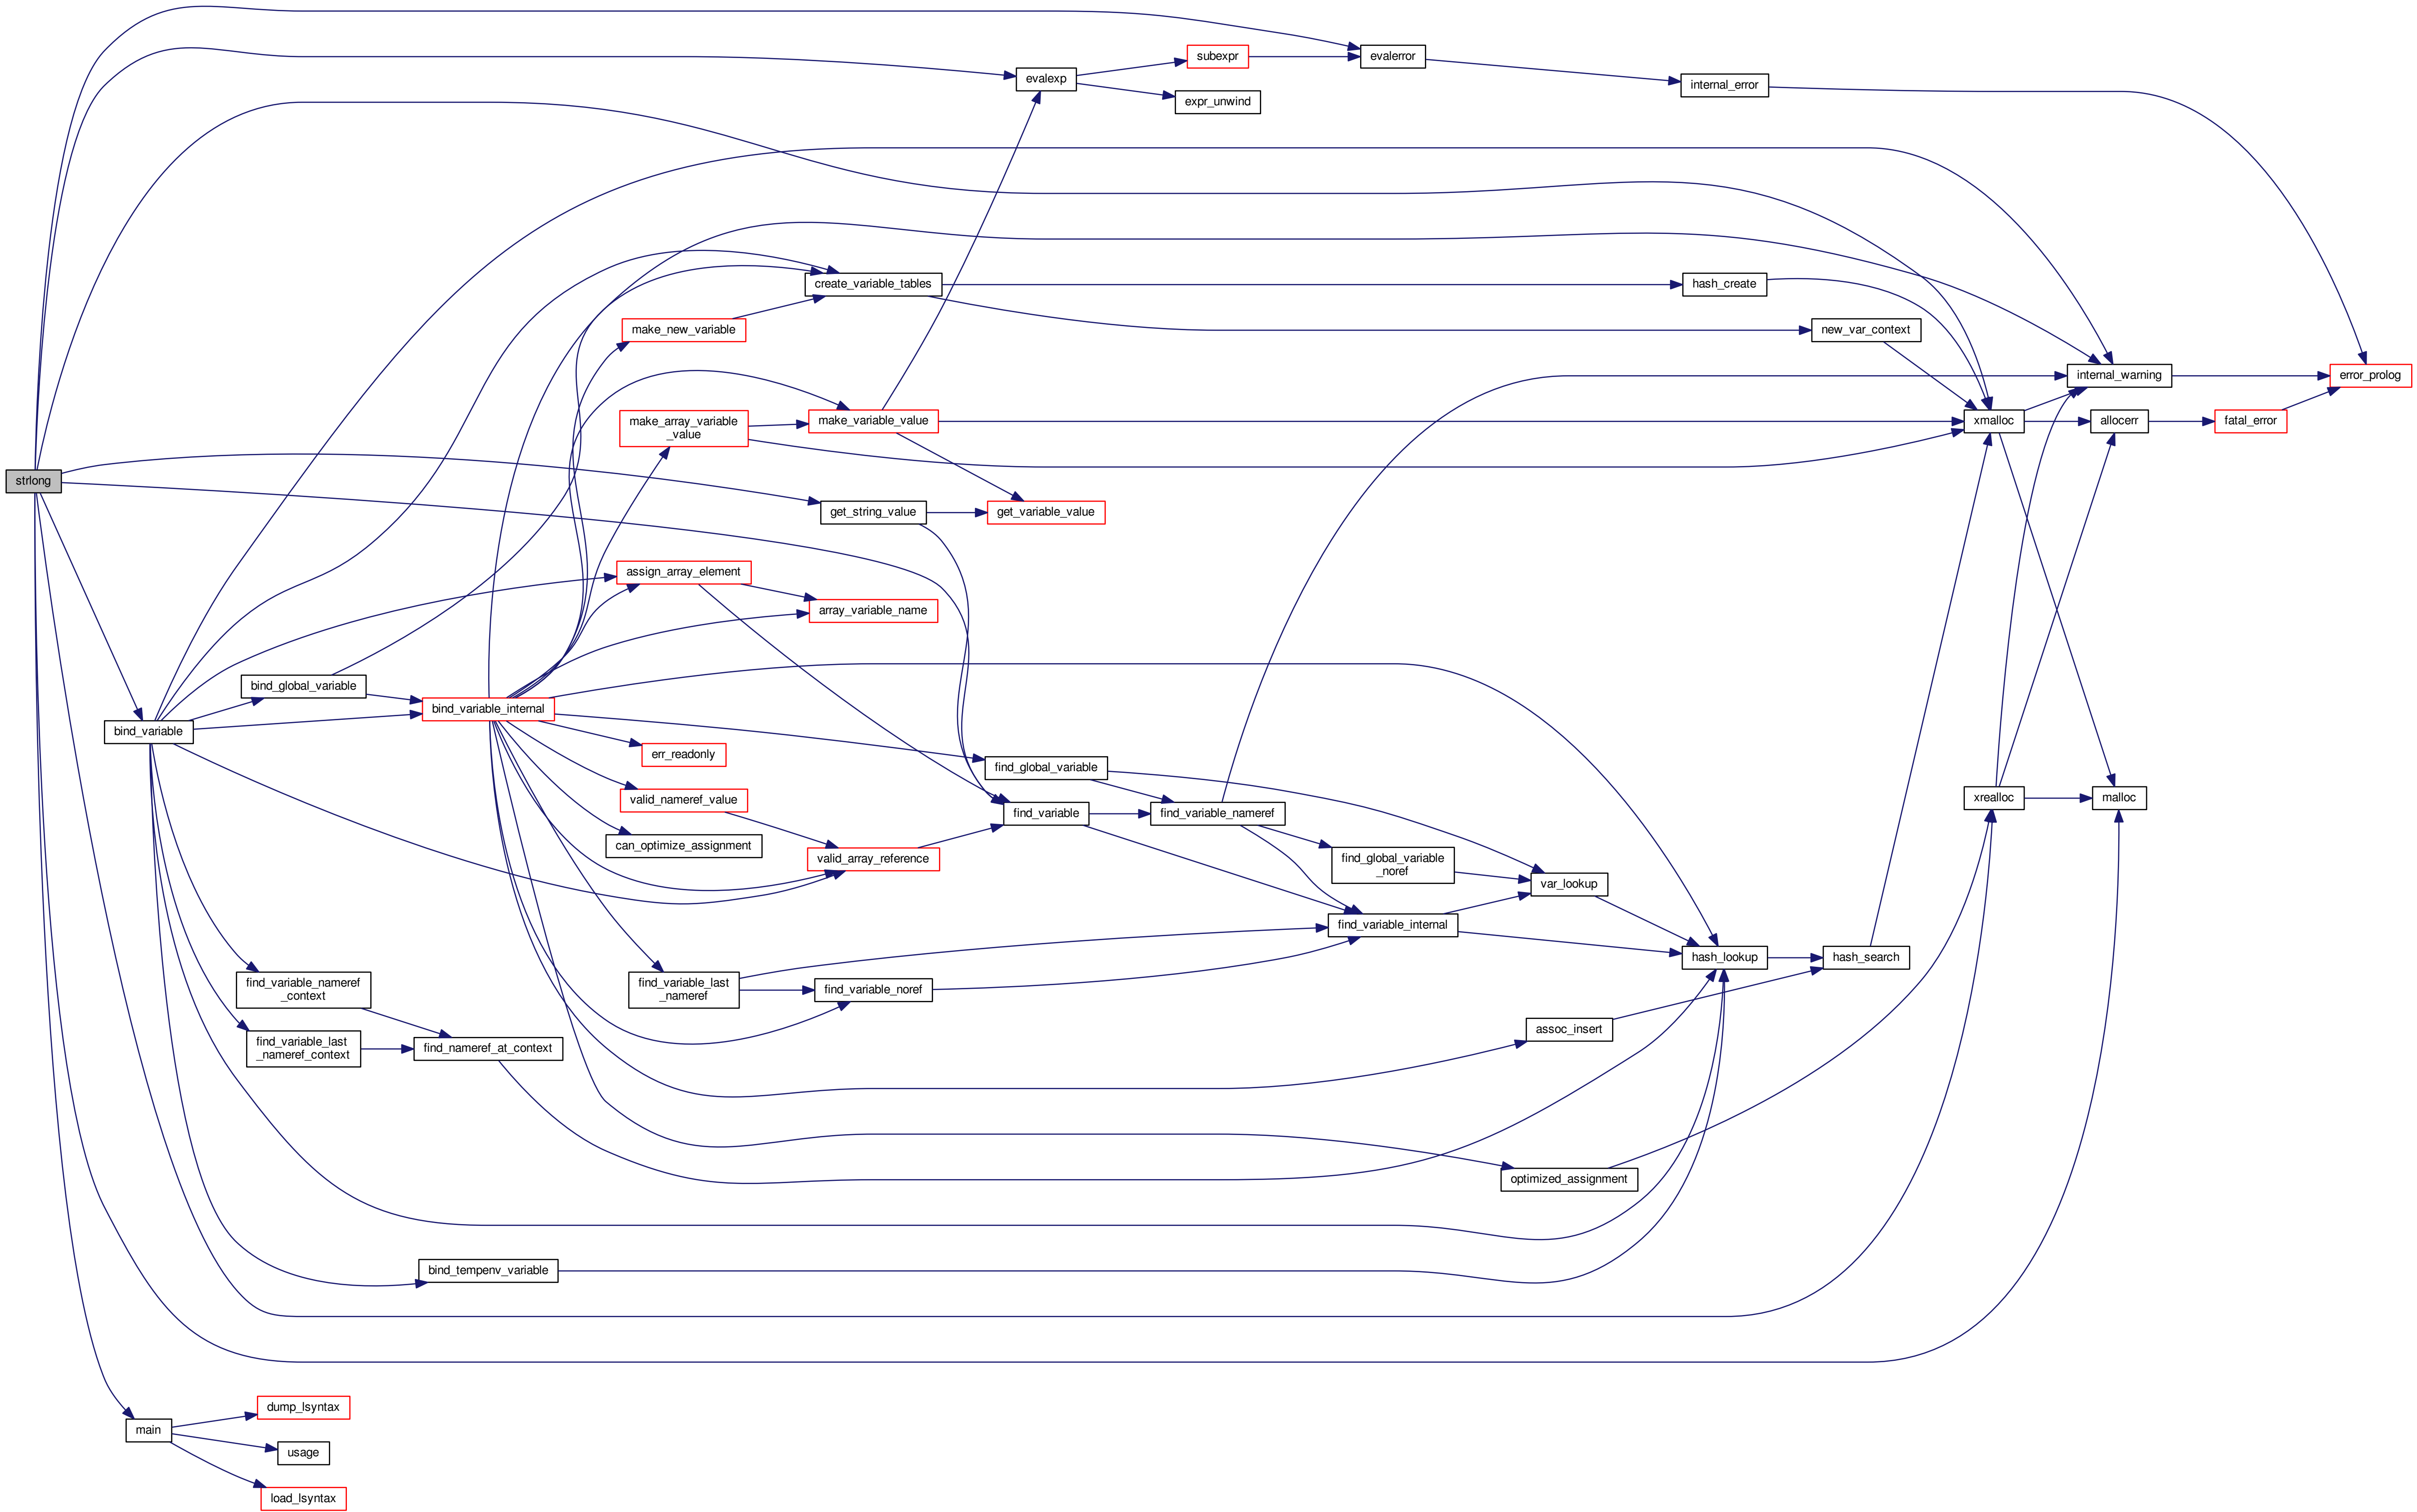 strlong
evalerror
evalexp
subexpr
expr_unwind
internal_error
create_variable_tables
hash_create
make_new_variable
new_var_context
internal_warning
error_prolog
make_array_variable
_value
make_variable_value
xmalloc
allocerr
fatal_error
get_string_value
get_variable_value
assign_array_element
array_variable_name
bind_global_variable
bind_variable_internal
bind_variable
err_readonly
find_global_variable
valid_nameref_value
find_variable
find_variable_nameref
xrealloc
malloc
can_optimize_assignment
valid_array_reference
find_global_variable
_noref
var_lookup
find_variable_internal
hash_lookup
hash_search
find_variable_nameref
_context
find_variable_last
_nameref
find_variable_noref
assoc_insert
find_variable_last
_nameref_context
find_nameref_at_context
optimized_assignment
bind_tempenv_variable
dump_lsyntax
main
usage
load_lsyntax